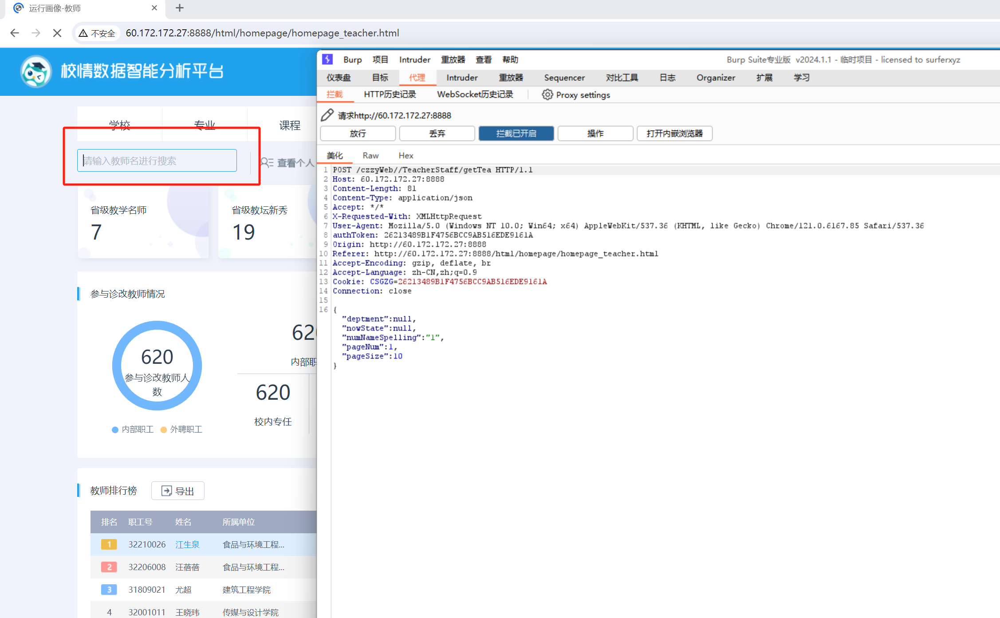 运行画像-教师
不安全 60.172.172.27:8888/html/homepage/homepage_teacher.html
校情数据智能分析平台
学校 专业 课程
请输入教师名进行搜索
查看个人
省级教学名师
7
省级教坛新秀
19
参与诊改教师情况
620
参与诊改教师人
数
内部职工 外聘职工
620
校内专任
教师排行榜 导出
排名 职工号 姓名 所属单位
1 32210026 江生泉 食品与环境工程...
2 32206008 汪蓓蓓 食品与环境工程...
3 31809021 尤超 建筑工程学院
4 32001011 王晓玮 传媒与设计学院
Burp 项目 Intruder 重放器 查看 帮助
Burp Suite专业版 v2024.1.1 - 临时项目 - licensed to surferxyz
仪表盘 目标 代理 Intruder 重放器 Sequencer 对比工具 日志 Organizer 扩展 学习
拦截 HTTP历史记录 WebSocket历史记录 Proxy settings
请求http://60.172.172.27:8888
放行 丢弃 拦截已开启 操作 打开内嵌浏览器
美化 Raw Hex
1 POST /czzyWeb//TeacherStaff/getTea HTTP/1.1
2 Host: 60.172.172.27:8888
3 Content-Length: 81
4 Content-Type: application/json
5 Accept: */*
6 X-Requested-With: XMLHttpRequest
7 User-Agent: Mozilla/5.0 (Windows NT 10.0; Win64; x64) AppleWebKit/537.36 (KHTML, like Gecko) Chrome/121.0.6167.85 Safari/537.36
8 authToken: 26213489B1F4756BCC9AB516EDE9161A
9 Origin: http://60.172.172.27:8888
10 Referer: http://60.172.172.27:8888/html/homepage/homepage_teacher.html
11 Accept-Encoding: gzip, deflate, br
12 Accept-Language: zh-CN,zh;q=0.9
13 Cookie: CSGZG=26213489B1F4756BCC9AB516EDE9161A
14 Connection: close
15
16 {
"deptment":null,
"nowState":null,
"numNameSpelling":"1",
"pageNum":1,
"pageSize":10
}